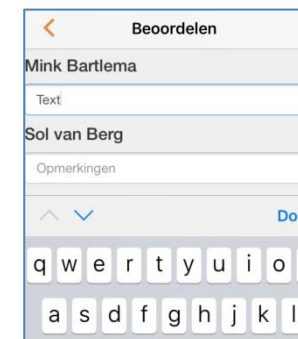 Beoordelen
Mink Bartlema
Text
Sol van Berg
Opmerkingen
Do
q w e r t y u i o
a s d f g h j k l